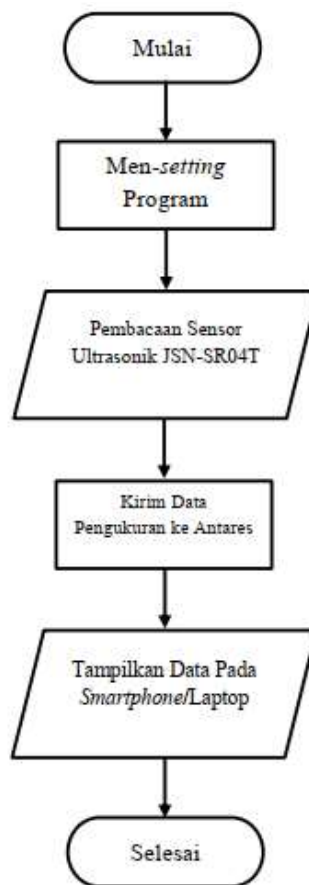 Mulai
Men-setting
Program
Pembacaan Sensor
Ultrasonik JSN-SR04T
Kirim Data
Pengukuran ke Antares
Tampilkan Data Pada
Smartphone/Laptop
Selesai